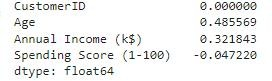 CustomerID 0.000000
Age 0.485569
Annual Income (k$) 0.321843
Spending Score (1-100) -0.047220
dtype: float64